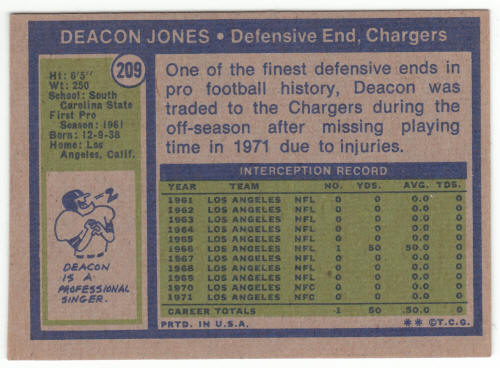 DEACON JONES • Defensive End, Chargers
209
Ht: 6'5"
Wt: 250
School: South
Carolina State
First Pro
Season: 1961
Born: 12-9-38
Home: Los
Angeles, Calif.
One of the finest defensive ends in
pro football history, Deacon was
traded to the Chargers during the
off-season after missing playing
time in 1971 due to injuries.
DEACON
IS A
PROFESSIONAL
SINGER.
INTERCEPTION RECORD
YEAR TEAM NO. YDS. AVG. TDS.
1961 LOS ANGELES NFL 0 0 0.0 0
1962 LOS ANGELES NFL 0 0 0.0 0
1963 LOS ANGELES NFL 0 0 0.0 0
1964 LOS ANGELES NFL 0 0 0.0 0
1965 LOS ANGELES NFL 0 0 0.0 0
1966 LOS ANGELES NFL 1 50 50.0 0
1967 LOS ANGELES NFL 0 0 0.0 0
1968 LOS ANGELES NFL 0 0 0.0 0
1969 LOS ANGELES NFL 0 0 0.0 0
1970 LOS ANGELES NFC 0 0 0.0 0
1971 LOS ANGELES NFC 0 0 0.0 0
CAREER TOTALS 1 50 50.0 0
PRTD. IN U.S.A. ** © T.C.G.